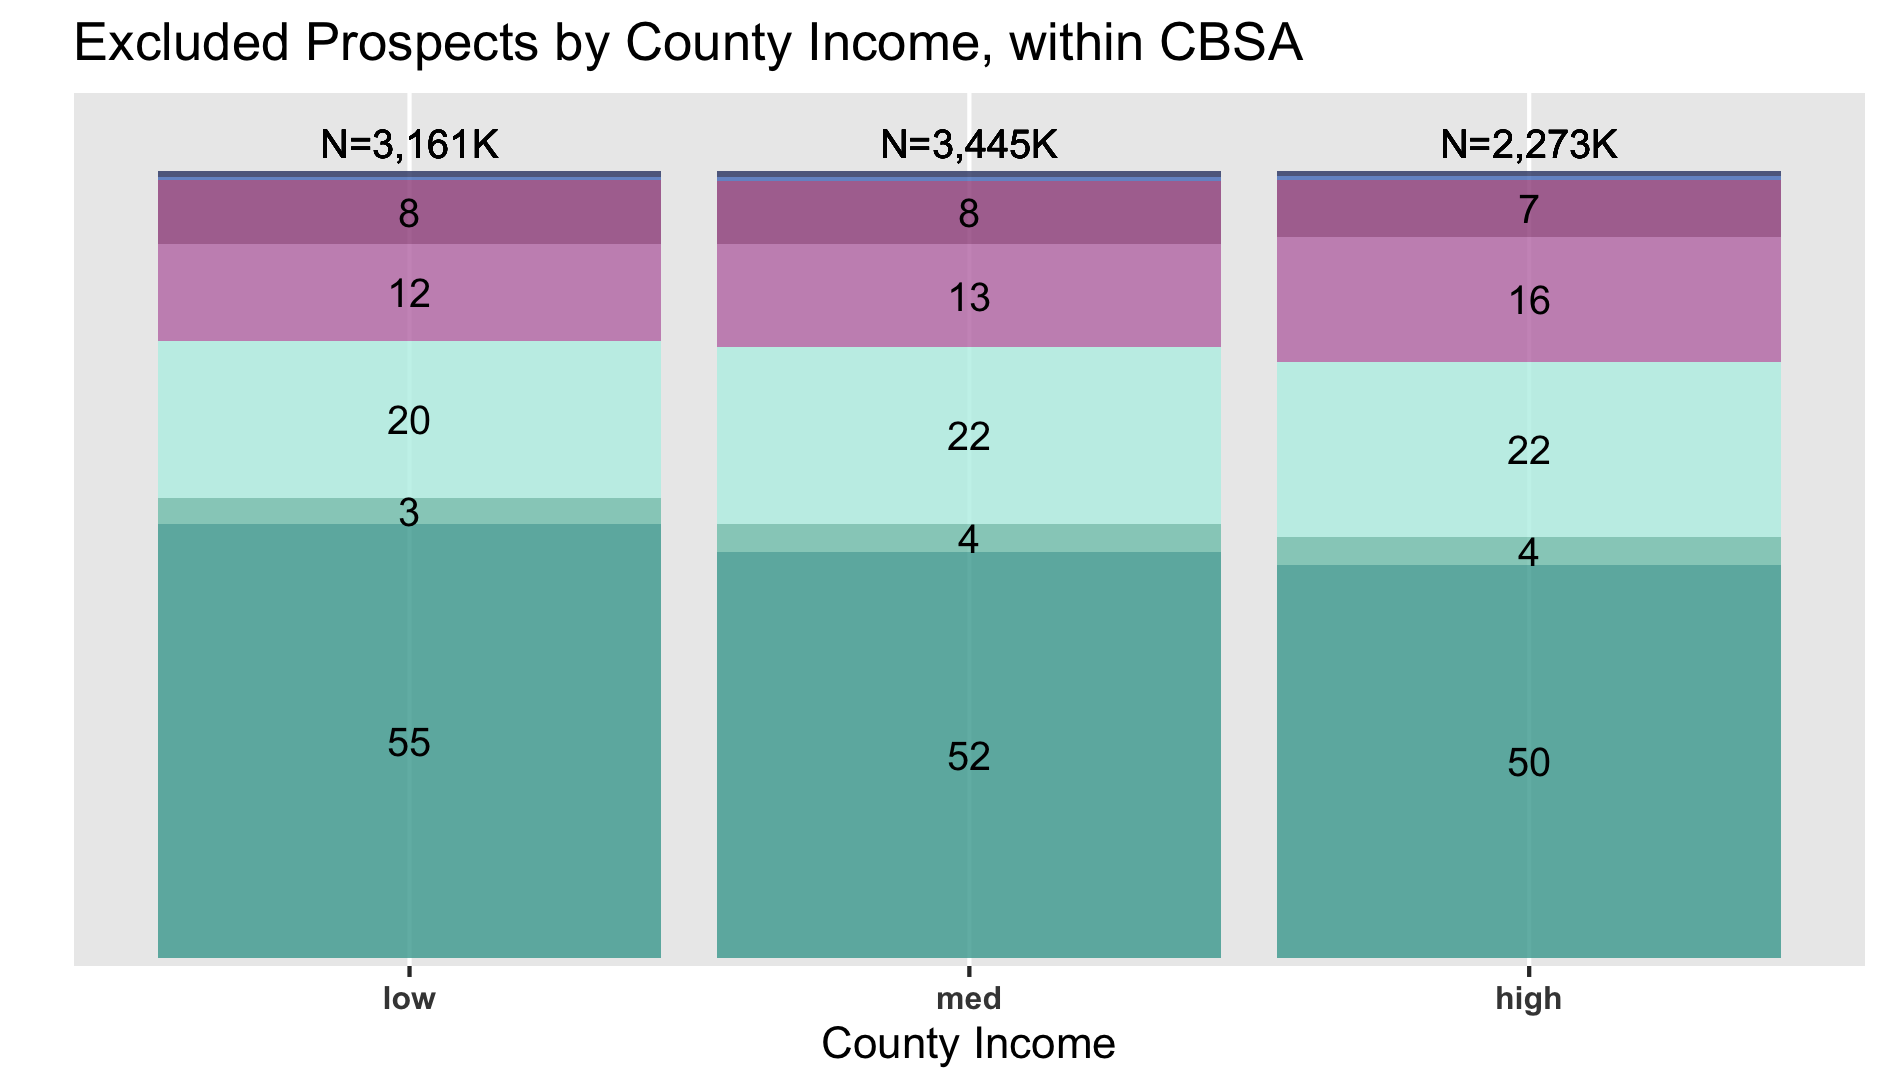 Excluded Prospects by County Income, within CBSA
N=3,161K N=3,445K N=2,273K
8 8 7
12 13 16
20 22 22
3 4 4
55 52 50
low med high
County Income